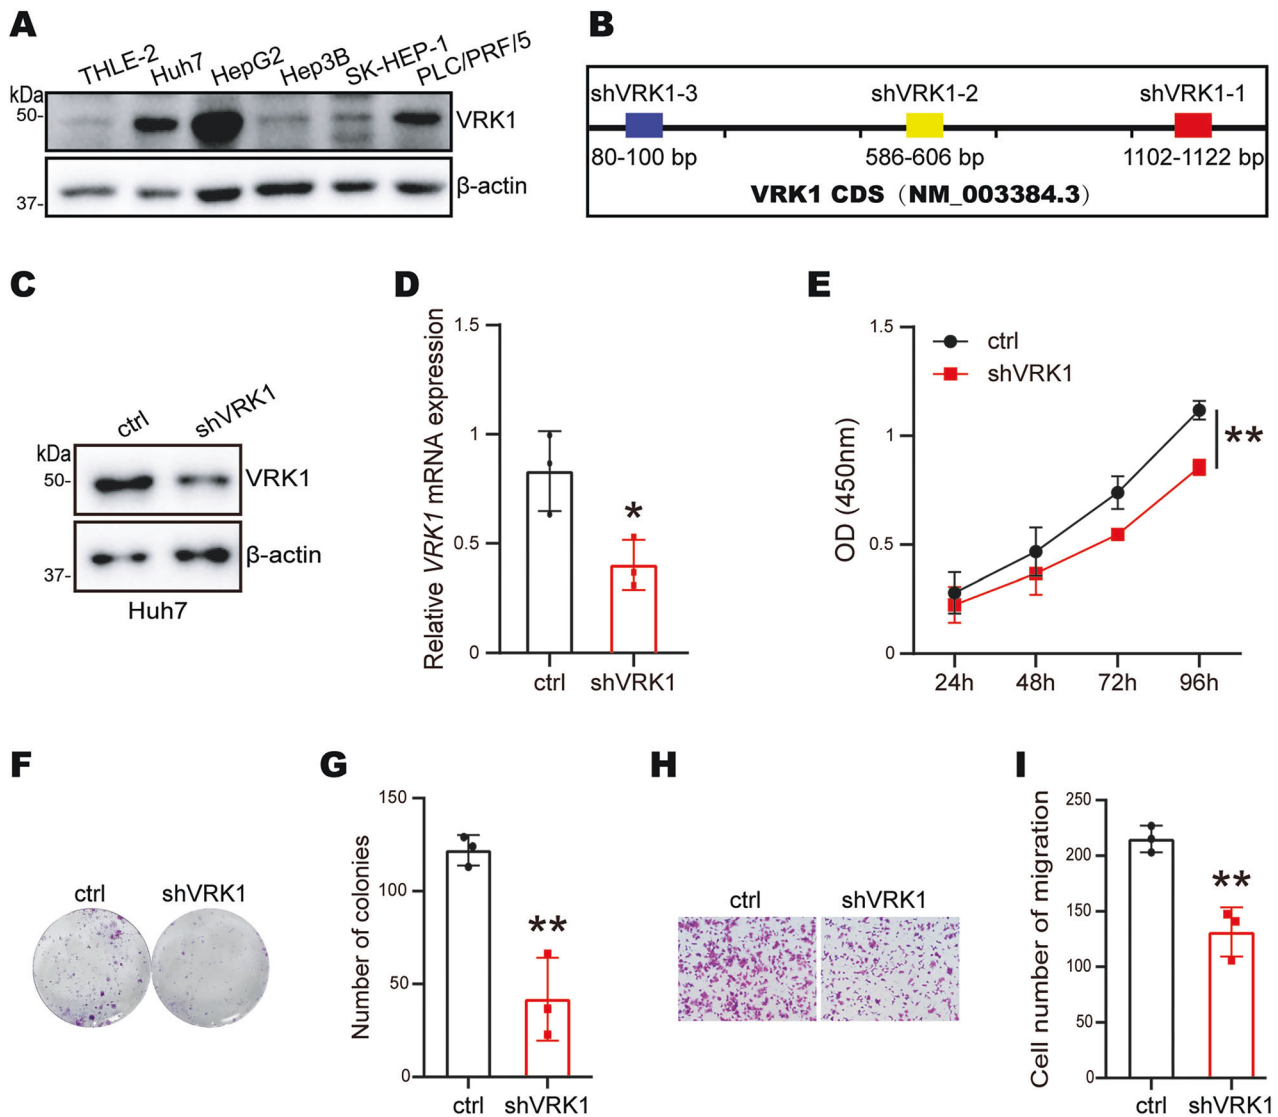 A
THLE-2 Huh7 HepG2 Hep3B SK-HEP-1 PLC/PRF/5
kDa
50-
VRK1
37-
β-actin
B
shVRK1-3 shVRK1-2 shVRK1-1
80-100 bp 586-606 bp 1102-1122 bp
VRK1 CDS（NM_003384.3）
C
ctrl shVRK1
kDa
50-
VRK1
37-
β-actin
Huh7
D
Relative VRK1 mRNA expression
1.5
1
0.5
0
*
ctrl shVRK1
E
OD (450nm)
1.5
1
0.5
0
ctrl
shVRK1
**
24h 48h 72h 96h
F
ctrl shVRK1
G
Number of colonies
150
100
50
0
**
ctrl shVRK1
H
ctrl shVRK1
I
Cell number of migration
250
200
150
100
50
0
**
ctrl shVRK1